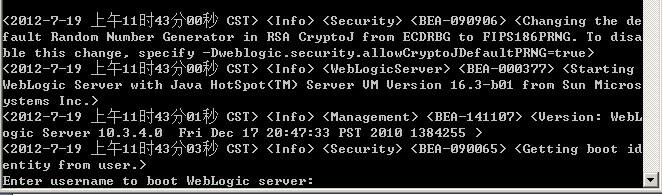 <2012-7-19 上午11时43分00秒 CST> <Info> <Security> <BEA-090906> <Changing the de
fault Random Number Generator in RSA CryptoJ from ECDRBG to FIPS186PRNG. To disa
ble this change, specify -Dweblogic.security.allowCryptoJDefaultPRNG=true>
<2012-7-19 上午11时43分00秒 CST> <Info> <WebLogicServer> <BEA-000377> <Starting
WebLogic Server with Java HotSpot(TM) Server VM Version 16.3-b01 from Sun Micros
ystems Inc.>
<2012-7-19 上午11时43分01秒 CST> <Info> <Management> <BEA-141107> <Version: WebL
ogic Server 10.3.4.0  Fri Dec 17 20:47:33 PST 2010 1384255 >
<2012-7-19 上午11时43分03秒 CST> <Info> <Security> <BEA-090065> <Getting boot id
entity from user.>
Enter username to boot WebLogic server: